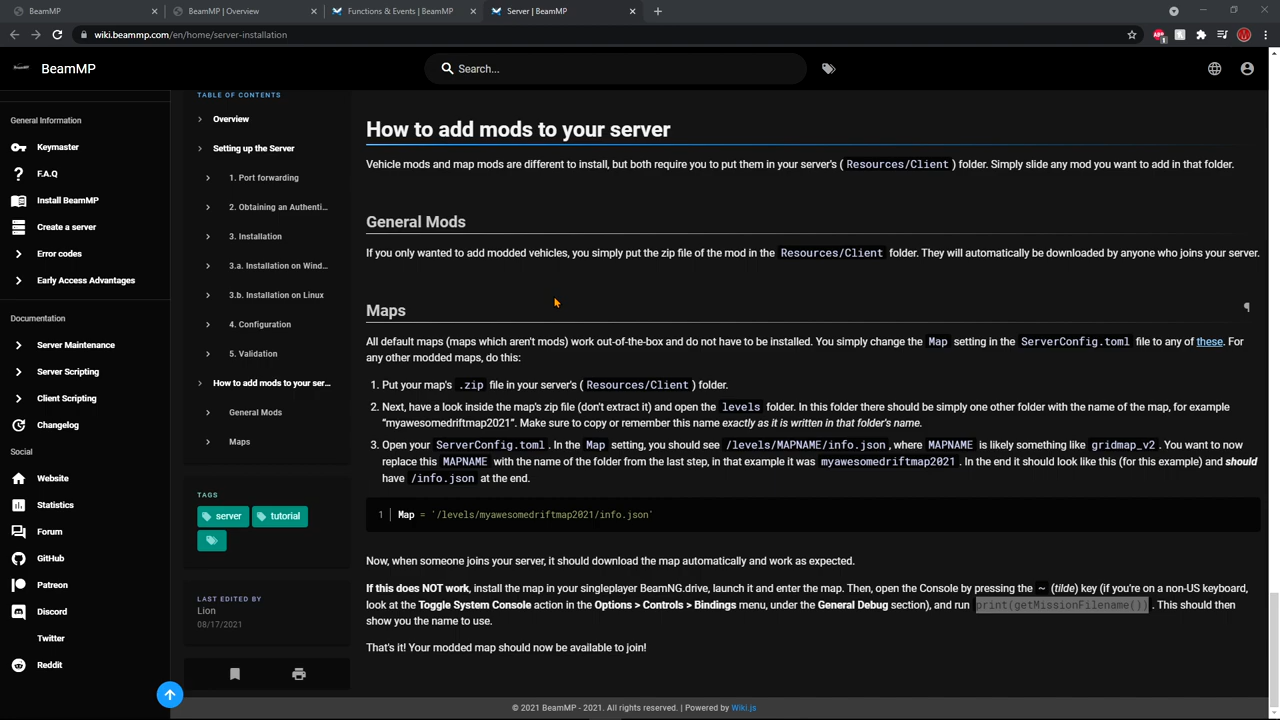 BeamMP
BeamMP | Overview
Functions & Events | BeamMP
Server | BeamMP
wiki.beammp.com/en/home/server-installation
BeamMP
Search...
General Information
Keymaster
F.A.Q
Install BeamMP
Create a server
Error codes
Early Access Advantages
Documentation
Server Maintenance
Server Scripting
Client Scripting
Changelog
Social
Website
Statistics
Forum
GitHub
Patreon
Discord
Twitter
Reddit
TABLE OF CONTENTS
Overview
Setting up the Server
1. Port forwarding
2. Obtaining an Authenti...
3. Installation
3.a. Installation on Wind...
3.b. Installation on Linux
4. Configuration
5. Validation
How to add mods to your ser...
General Mods
Maps
TAGS
server
tutorial
LAST EDITED BY
Lion
08/17/2021
How to add mods to your server
Vehicle mods and map mods are different to install, but both require you to put them in your server's ( Resources/Client ) folder. Simply slide any mod you want to add in that folder.
General Mods
If you only wanted to add modded vehicles, you simply put the zip file of the mod in the Resources/Client folder. They will automatically be downloaded by anyone who joins your server.
Maps
¶
All default maps (maps which aren't mods) work out-of-the-box and do not have to be installed. You simply change the Map setting in the ServerConfig.toml file to any of these. For
any other modded maps, do this:
1. Put your map's .zip file in your server's ( Resources/Client ) folder.
2. Next, have a look inside the map's zip file (don't extract it) and open the levels folder. In this folder there should be simply one other folder with the name of the map, for example
"myawesomedriftmap2021". Make sure to copy or remember this name exactly as it is written in that folder's name.
3. Open your ServerConfig.toml. In the Map setting, you should see /levels/MAPNAME/info.json, where MAPNAME is likely something like gridmap_v2. You want to now
replace this MAPNAME with the name of the folder from the last step, in that example it was myawesomedriftmap2021. In the end it should look like this (for this example) and should
have /info.json at the end.
1 Map = '/levels/myawesomedriftmap2021/info.json'
Now, when someone joins your server, it should download the map automatically and work as expected.
If this does NOT work, install the map in your singleplayer BeamNG.drive, launch it and enter the map. Then, open the Console by pressing the ~ (tilde) key (if you're on a non-US keyboard,
look at the Toggle System Console action in the Options > Controls > Bindings menu, under the General Debug section), and run print(getMissionFilename()). This should then
show you the name to use.
That's it! Your modded map should now be available to join!
© 2021 BeamMP - 2021. All rights reserved. | Powered by Wiki.js